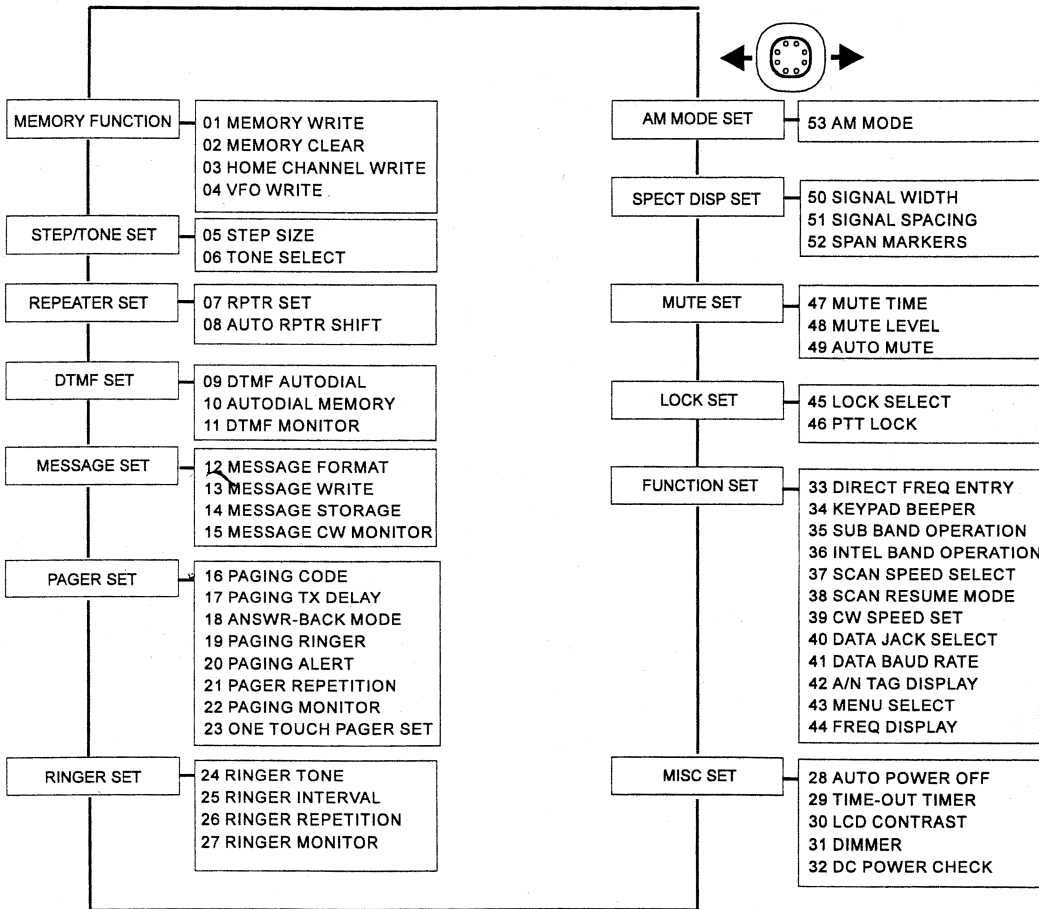 MEMORY FUNCTION
01 MEMORY WRITE
02 MEMORY CLEAR
03 HOME CHANNEL WRITE
04 VFO WRITE
STEP/TONE SET
05 STEP SIZE
06 TONE SELECT
REPEATER SET
07 RPTR SET
08 AUTO RPTR SHIFT
DTMF SET
09 DTMF AUTODIAL
10 AUTODIAL MEMORY
11 DTMF MONITOR
MESSAGE SET
12 MESSAGE FORMAT
13 MESSAGE WRITE
14 MESSAGE STORAGE
15 MESSAGE CW MONITOR
PAGER SET
16 PAGING CODE
17 PAGING TX DELAY
18 ANSWR-BACK MODE
19 PAGING RINGER
20 PAGING ALERT
21 PAGER REPETITION
22 PAGING MONITOR
23 ONE TOUCH PAGER SET
RINGER SET
24 RINGER TONE
25 RINGER INTERVAL
26 RINGER REPETITION
27 RINGER MONITOR
AM MODE SET
53 AM MODE
SPECT DISP SET
50 SIGNAL WIDTH
51 SIGNAL SPACING
52 SPAN MARKERS
MUTE SET
47 MUTE TIME
48 MUTE LEVEL
49 AUTO MUTE
LOCK SET
45 LOCK SELECT
46 PTT LOCK
FUNCTION SET
33 DIRECT FREQ ENTRY
34 KEYPAD BEEPER
35 SUB BAND OPERATION
36 INTEL BAND OPERATION
37 SCAN SPEED SELECT
38 SCAN RESUME MODE
39 CW SPEED SET
40 DATA JACK SELECT
41 DATA BAUD RATE
42 A/N TAG DISPLAY
43 MENU SELECT
44 FREQ DISPLAY
MISC SET
28 AUTO POWER OFF
29 TIME-OUT TIMER
30 LCD CONTRAST
31 DIMMER
32 DC POWER CHECK